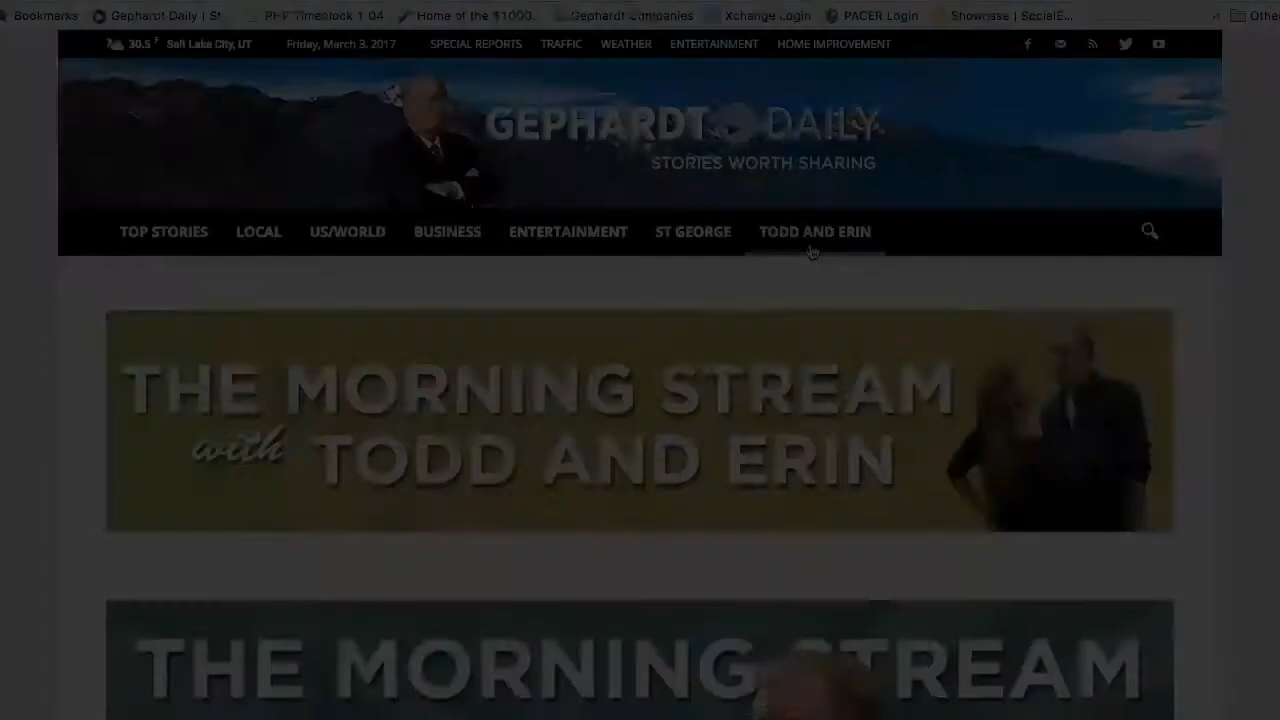 Bookmarks Gephardt Daily | St PHP Timeclock 1.04 Home of the $1000. Gephardt Companies Xchange Login PACER Login Showcase | SocialE... Othe
30.5 F Salt Lake City, UT Friday, March 3, 2017 SPECIAL REPORTS TRAFFIC WEATHER ENTERTAINMENT HOME IMPROVEMENT
GEPHARDT DAILY
STORIES WORTH SHARING
TOP STORIES LOCAL US/WORLD BUSINESS ENTERTAINMENT ST GEORGE TODD AND ERIN
THE MORNING STREAM
with TODD AND ERIN
THE MORNING STREAM